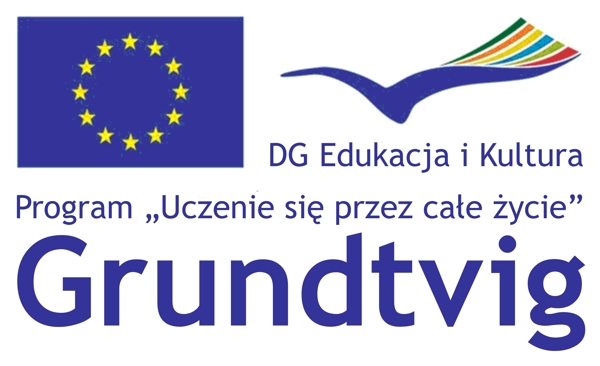 DG Edukacja i Kultura
Program „Uczenie się przez całe życie”
Grundtvig